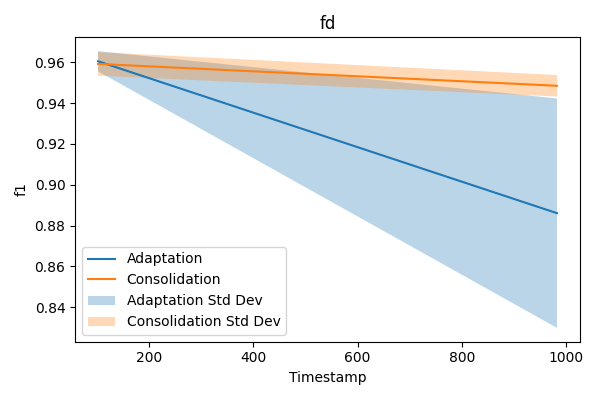 fd
f1
0.96
0.94
0.92
0.90
0.88
0.86
0.84
Adaptation
Consolidation
Adaptation Std Dev
Consolidation Std Dev
200
400
600
800
1000
Timestamp